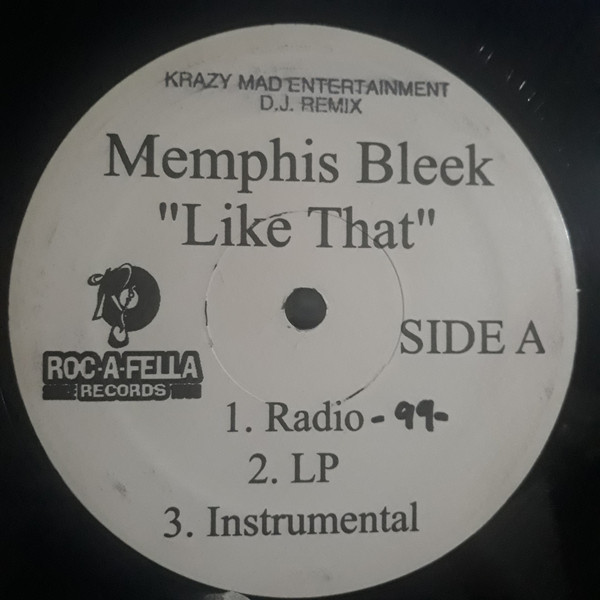 KRAZY MAD ENTERTAINMENT
D.J. REMIX
Memphis Bleek
"Like That"
SIDE A
ROC-A-FELLA
RECORDS
1. Radio - 99-
2. LP
3. Instrumental